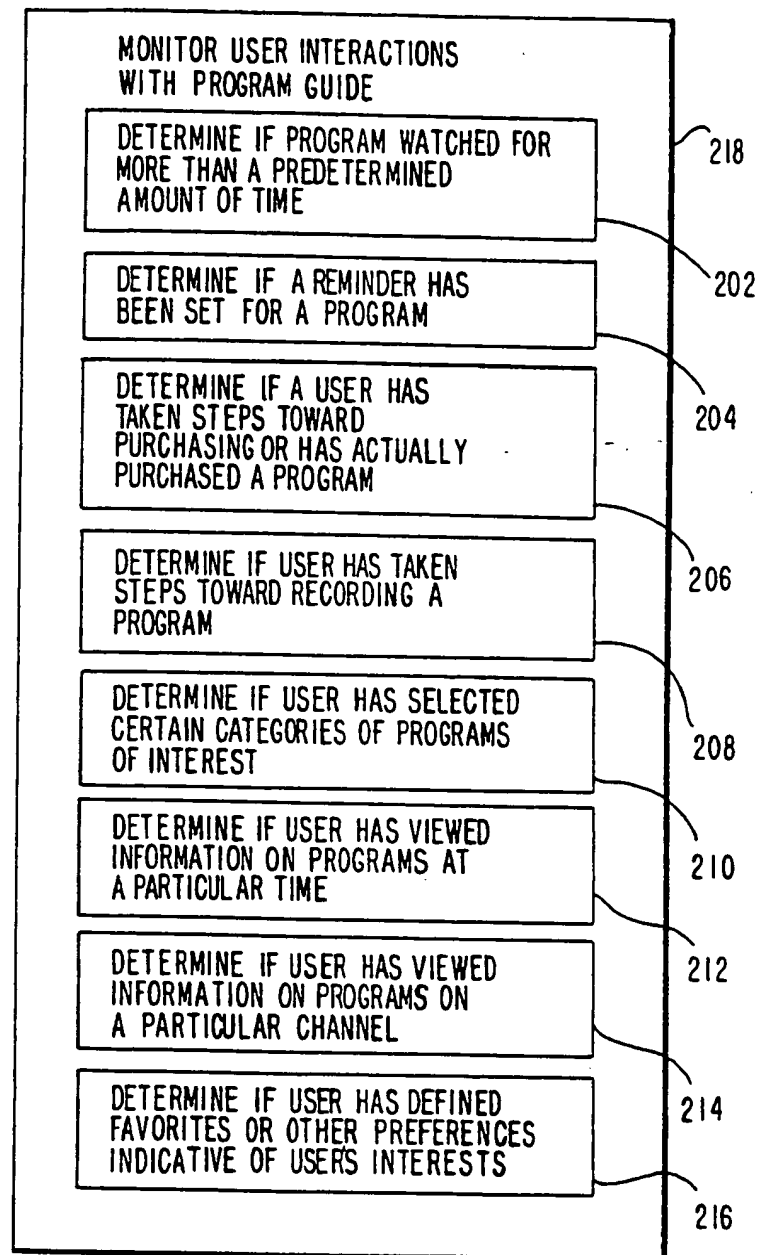 MONITOR USER INTERACTIONS
WITH PROGRAM GUIDE
218
DETERMINE IF PROGRAM WATCHED FOR
MORE THAN A PREDETERMINED
AMOUNT OF TIME
202
DETERMINE IF A REMINDER HAS
BEEN SET FOR A PROGRAM
204
DETERMINE IF A USER HAS
TAKEN STEPS TOWARD
PURCHASING OR HAS ACTUALLY
PURCHASED A PROGRAM
206
DETERMINE IF USER HAS TAKEN
STEPS TOWARD RECORDING A
PROGRAM
208
DETERMINE IF USER HAS SELECTED
CERTAIN CATEGORIES OF PROGRAMS
OF INTEREST
210
DETERMINE IF USER HAS VIEWED
INFORMATION ON PROGRAMS AT
A PARTICULAR TIME
212
DETERMINE IF USER HAS VIEWED
INFORMATION ON PROGRAMS ON
A PARTICULAR CHANNEL
214
DETERMINE IF USER HAS DEFINED
FAVORITES OR OTHER PREFERENCES
INDICATIVE OF USER'S INTERESTS
216